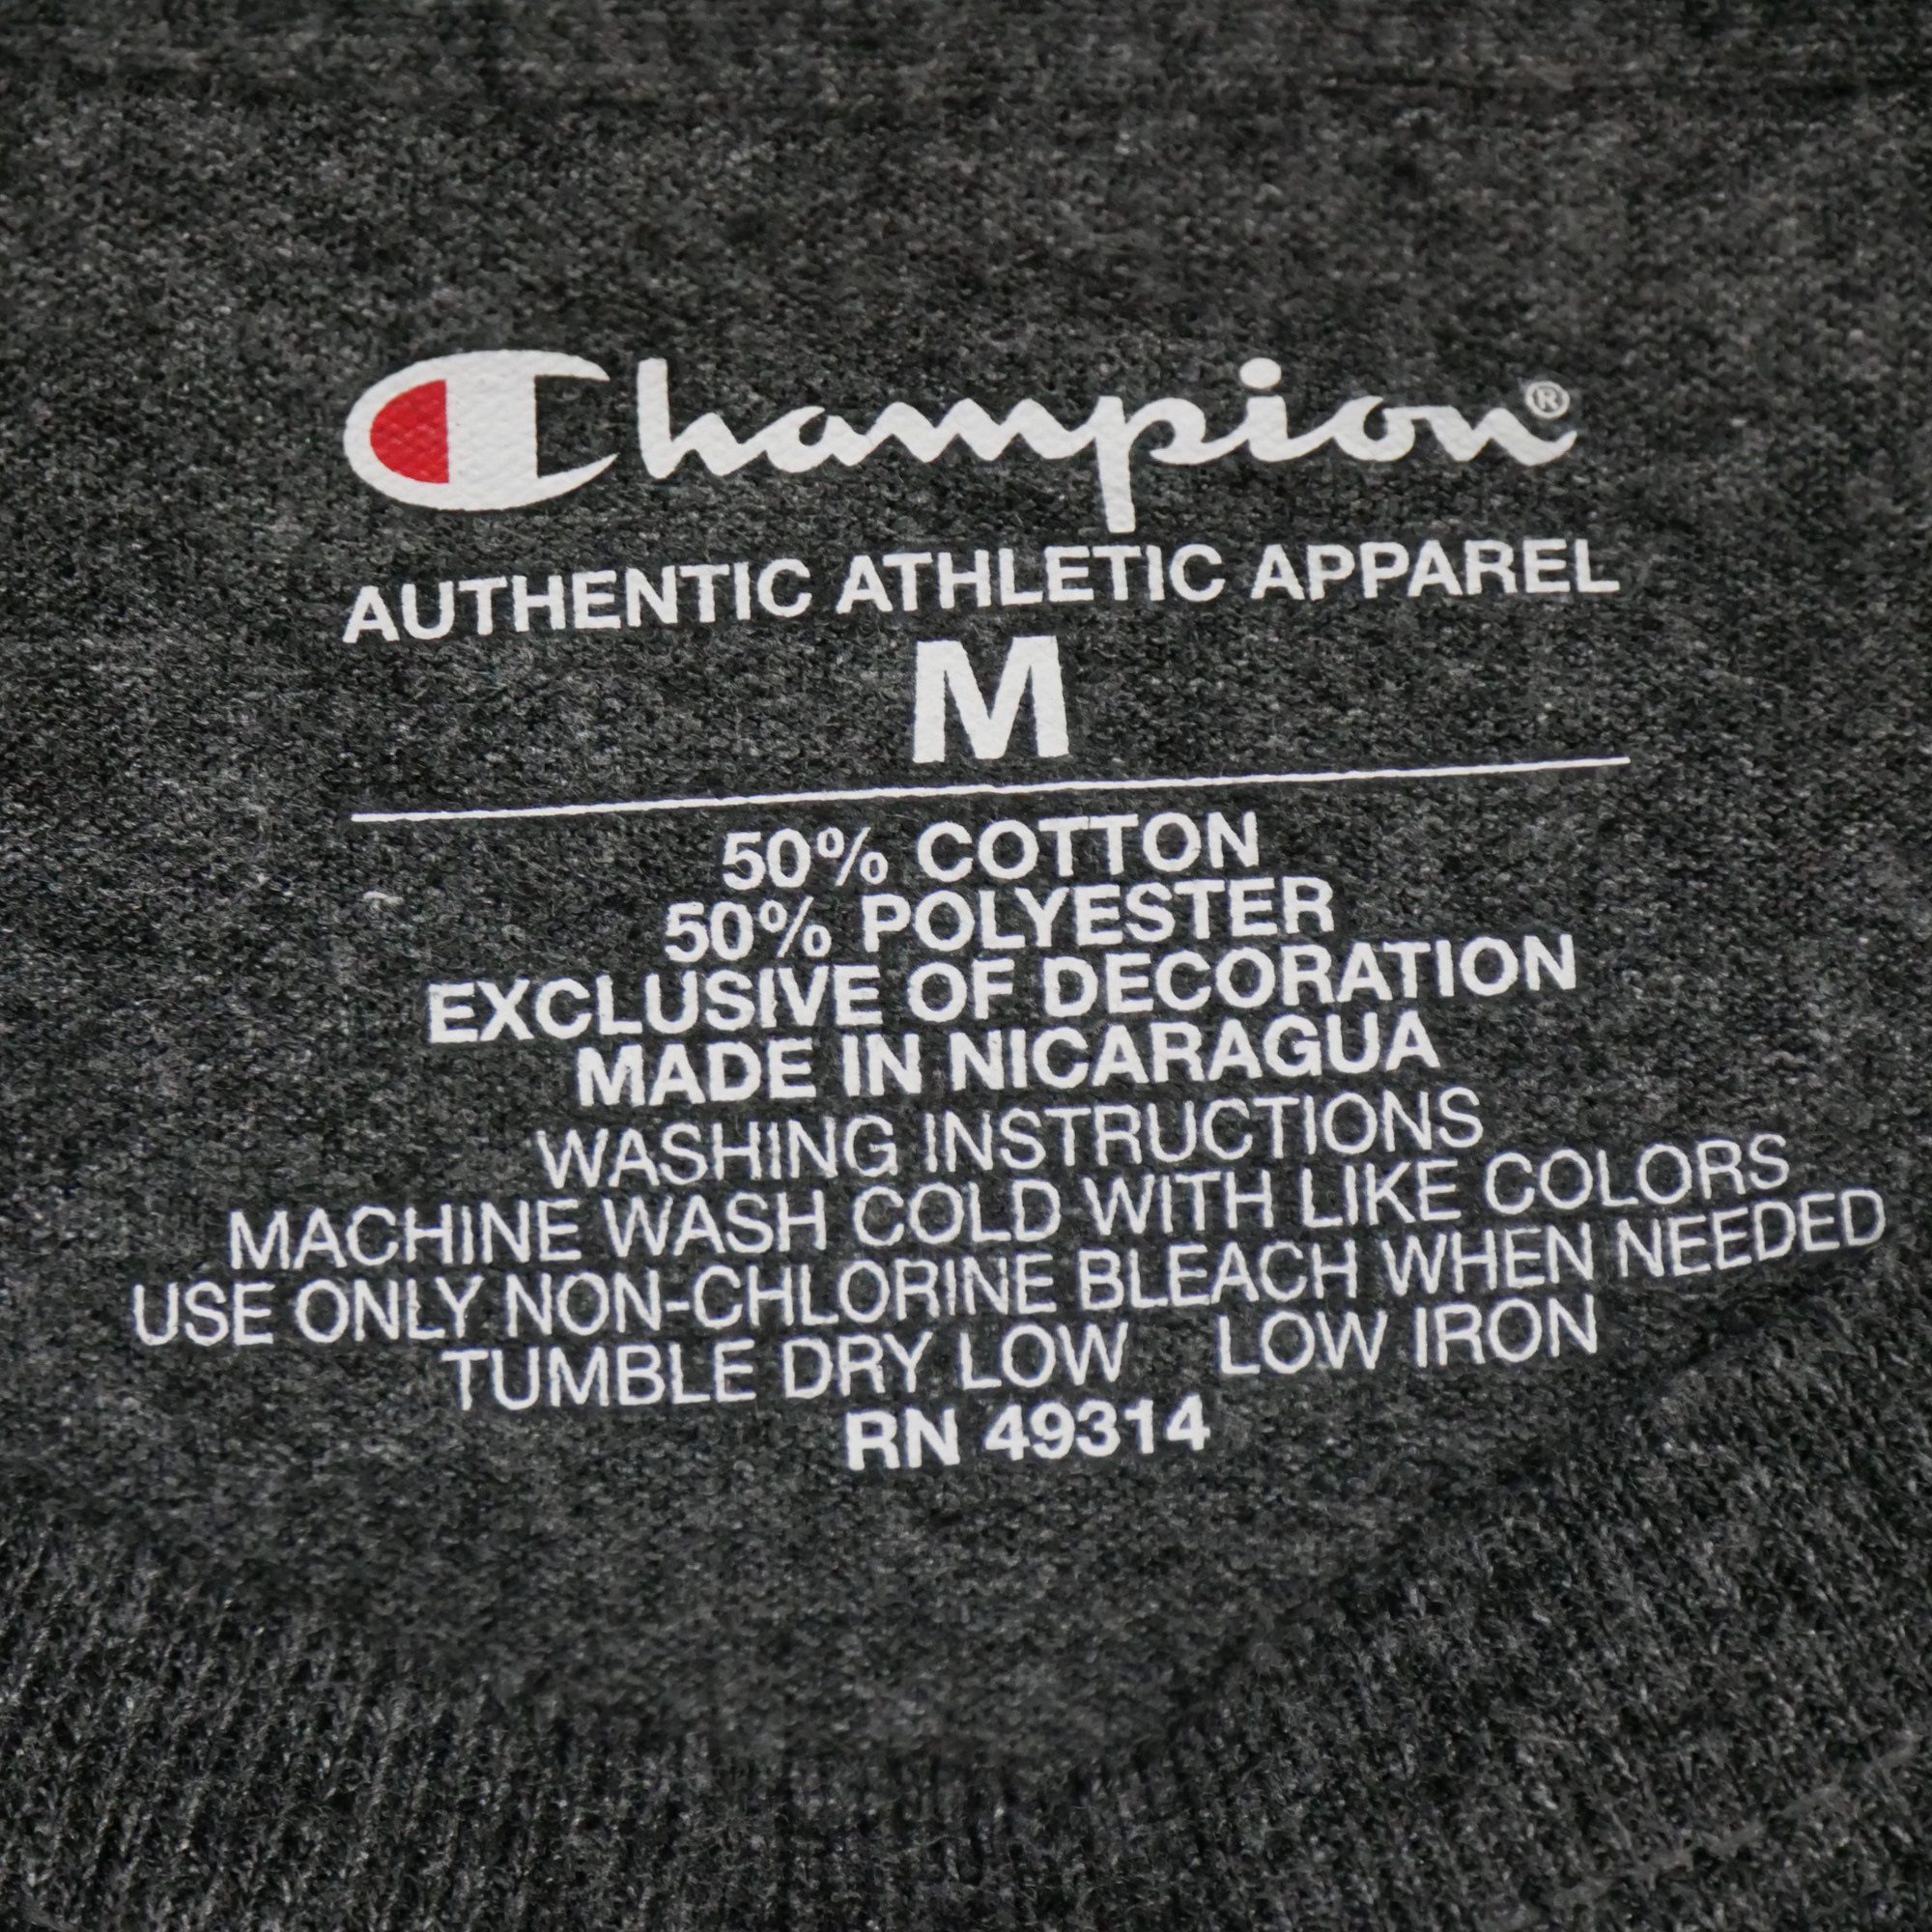 Champion®
AUTHENTIC ATHLETIC APPAREL
M
50% COTTON
50% POLYESTER
EXCLUSIVE OF DECORATION
MADE IN NICARAGUA
WASHING INSTRUCTIONS
MACHINE WASH COLD WITH LIKE COLORS
USE ONLY NON-CHLORINE BLEACH WHEN NEEDED
TUMBLE DRY LOW LOW IRON
RN 49314